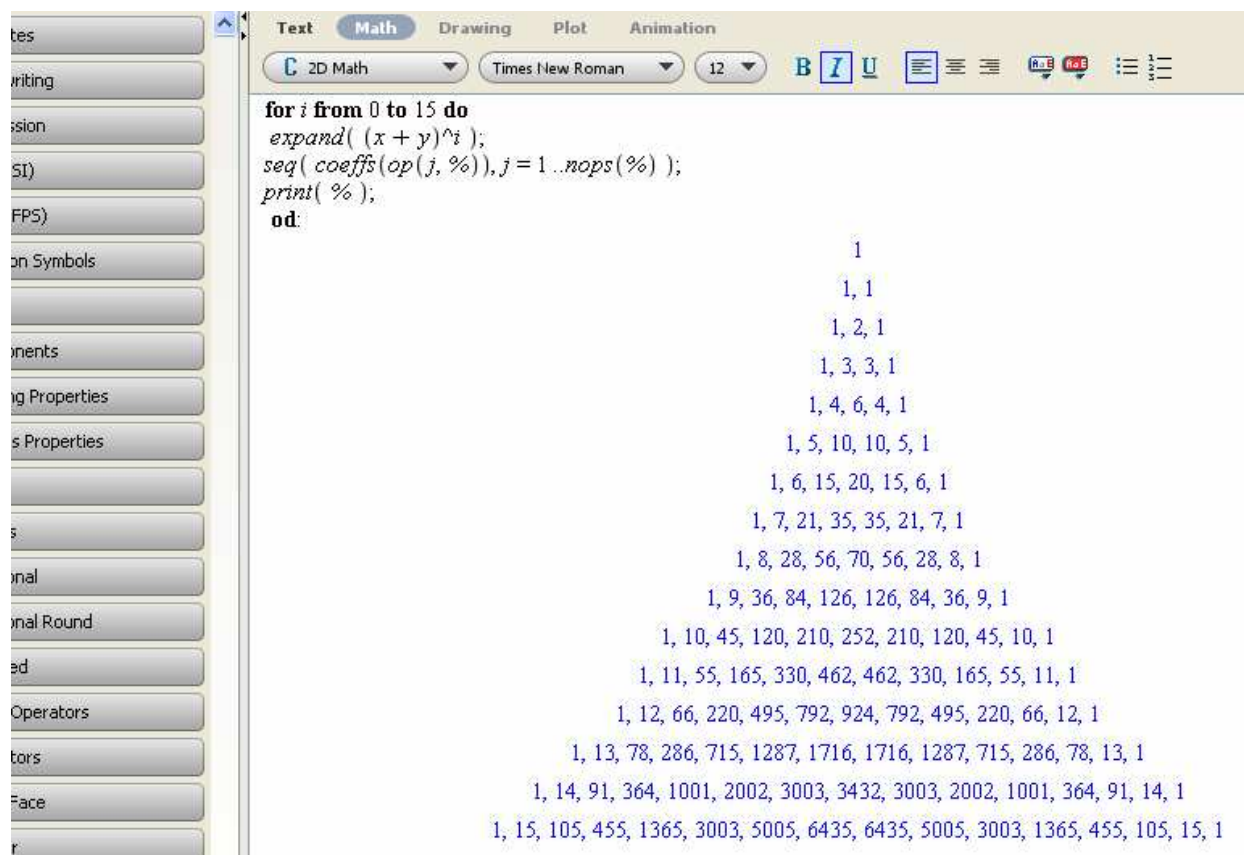 Text Math Drawing Plot Animation
C 2D Math Times New Roman 12 B I U
for i from 0 to 15 do
expand( (x + y)^i );
seq( coeffs(op(j, %)), j = 1 ..nops(%) );
print( % );
od:
1
1, 1
1, 2, 1
1, 3, 3, 1
1, 4, 6, 4, 1
1, 5, 10, 10, 5, 1
1, 6, 15, 20, 15, 6, 1
1, 7, 21, 35, 35, 21, 7, 1
1, 8, 28, 56, 70, 56, 28, 8, 1
1, 9, 36, 84, 126, 126, 84, 36, 9, 1
1, 10, 45, 120, 210, 252, 210, 120, 45, 10, 1
1, 11, 55, 165, 330, 462, 462, 330, 165, 55, 11, 1
1, 12, 66, 220, 495, 792, 924, 792, 495, 220, 66, 12, 1
1, 13, 78, 286, 715, 1287, 1716, 1716, 1287, 715, 286, 78, 13, 1
1, 14, 91, 364, 1001, 2002, 3003, 3432, 3003, 2002, 1001, 364, 91, 14, 1
1, 15, 105, 455, 1365, 3003, 5005, 6435, 6435, 5005, 3003, 1365, 455, 105, 15, 1
tes
writing
ssion
SI)
FPS)
on Symbols
onents
ng Properties
s Properties
s
onal
onal Round
ed
Operators
tors
Face
r